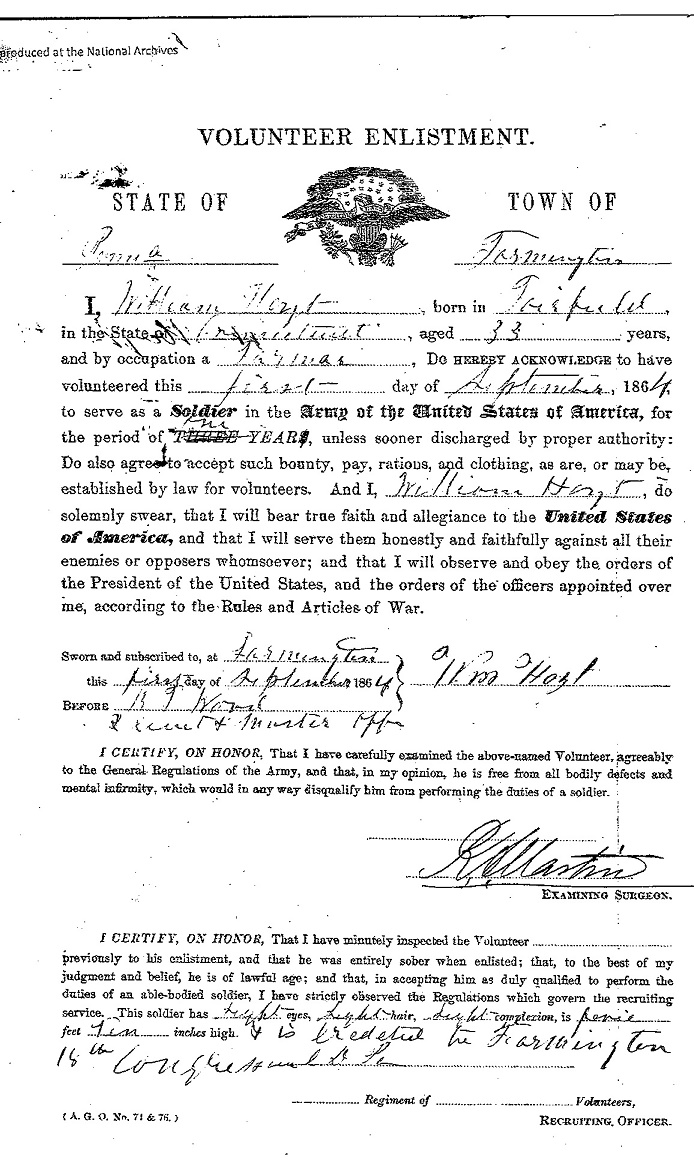 produced at the National Archives
VOLUNTEER ENLISTMENT.
STATE OF
TOWN OF
Penna
Farmington
I, William Hoyt, born in Fairfield,
in the State of Connecticut, aged 33 years,
and by occupation a Farmar, Do HEREBY ACKNOWLEDGE to have
volunteered this first day of September, 1864,
to serve as a Soldier in the Army of the United States of America, for
one
the period of THREE YEARS, unless sooner discharged by proper authority:
Do also agree to accept such bounty, pay, rations, and clothing, as are, or may be,
established by law for volunteers. And I, William Hoyt, do
solemnly swear, that I will bear true faith and allegiance to the United States
of America, and that I will serve them honestly and faithfully against all their
enemies or opposers whomsoever; and that I will observe and obey the orders of
the President of the United States, and the orders of the officers appointed over
me, according to the Rules and Articles of War.
Sworn and subscribed to, at Farmington
this first day of September 1864
Wm Hoyt
BEFORE
& Muster
I CERTIFY, ON HONOR, That I have carefully examined the above-named Volunteer, agreeably
to the General Regulations of the Army, and that, in my opinion, he is free from all bodily defects and
mental infirmity, which would in any way disqualify him from performing the duties of a soldier.
Martin
EXAMINING SURGEON.
I CERTIFY, ON HONOR, That I have minutely inspected the Volunteer
previously to his enlistment, and that he was entirely sober when enlisted; that, to the best of my
judgment and belief, he is of lawful age; and that, in accepting him as duly qualified to perform the
duties of an able-bodied soldier, I have strictly observed the Regulations which govern the recruiting
service. This soldier has light eyes, light hair, light complexion, is
feet Ten inches high. & is Credeted to Farmington
18th Congressional D Pa
Regiment of Volunteers,
(A. G. O. No. 71 & 76.)
RECRUITING OFFICER.